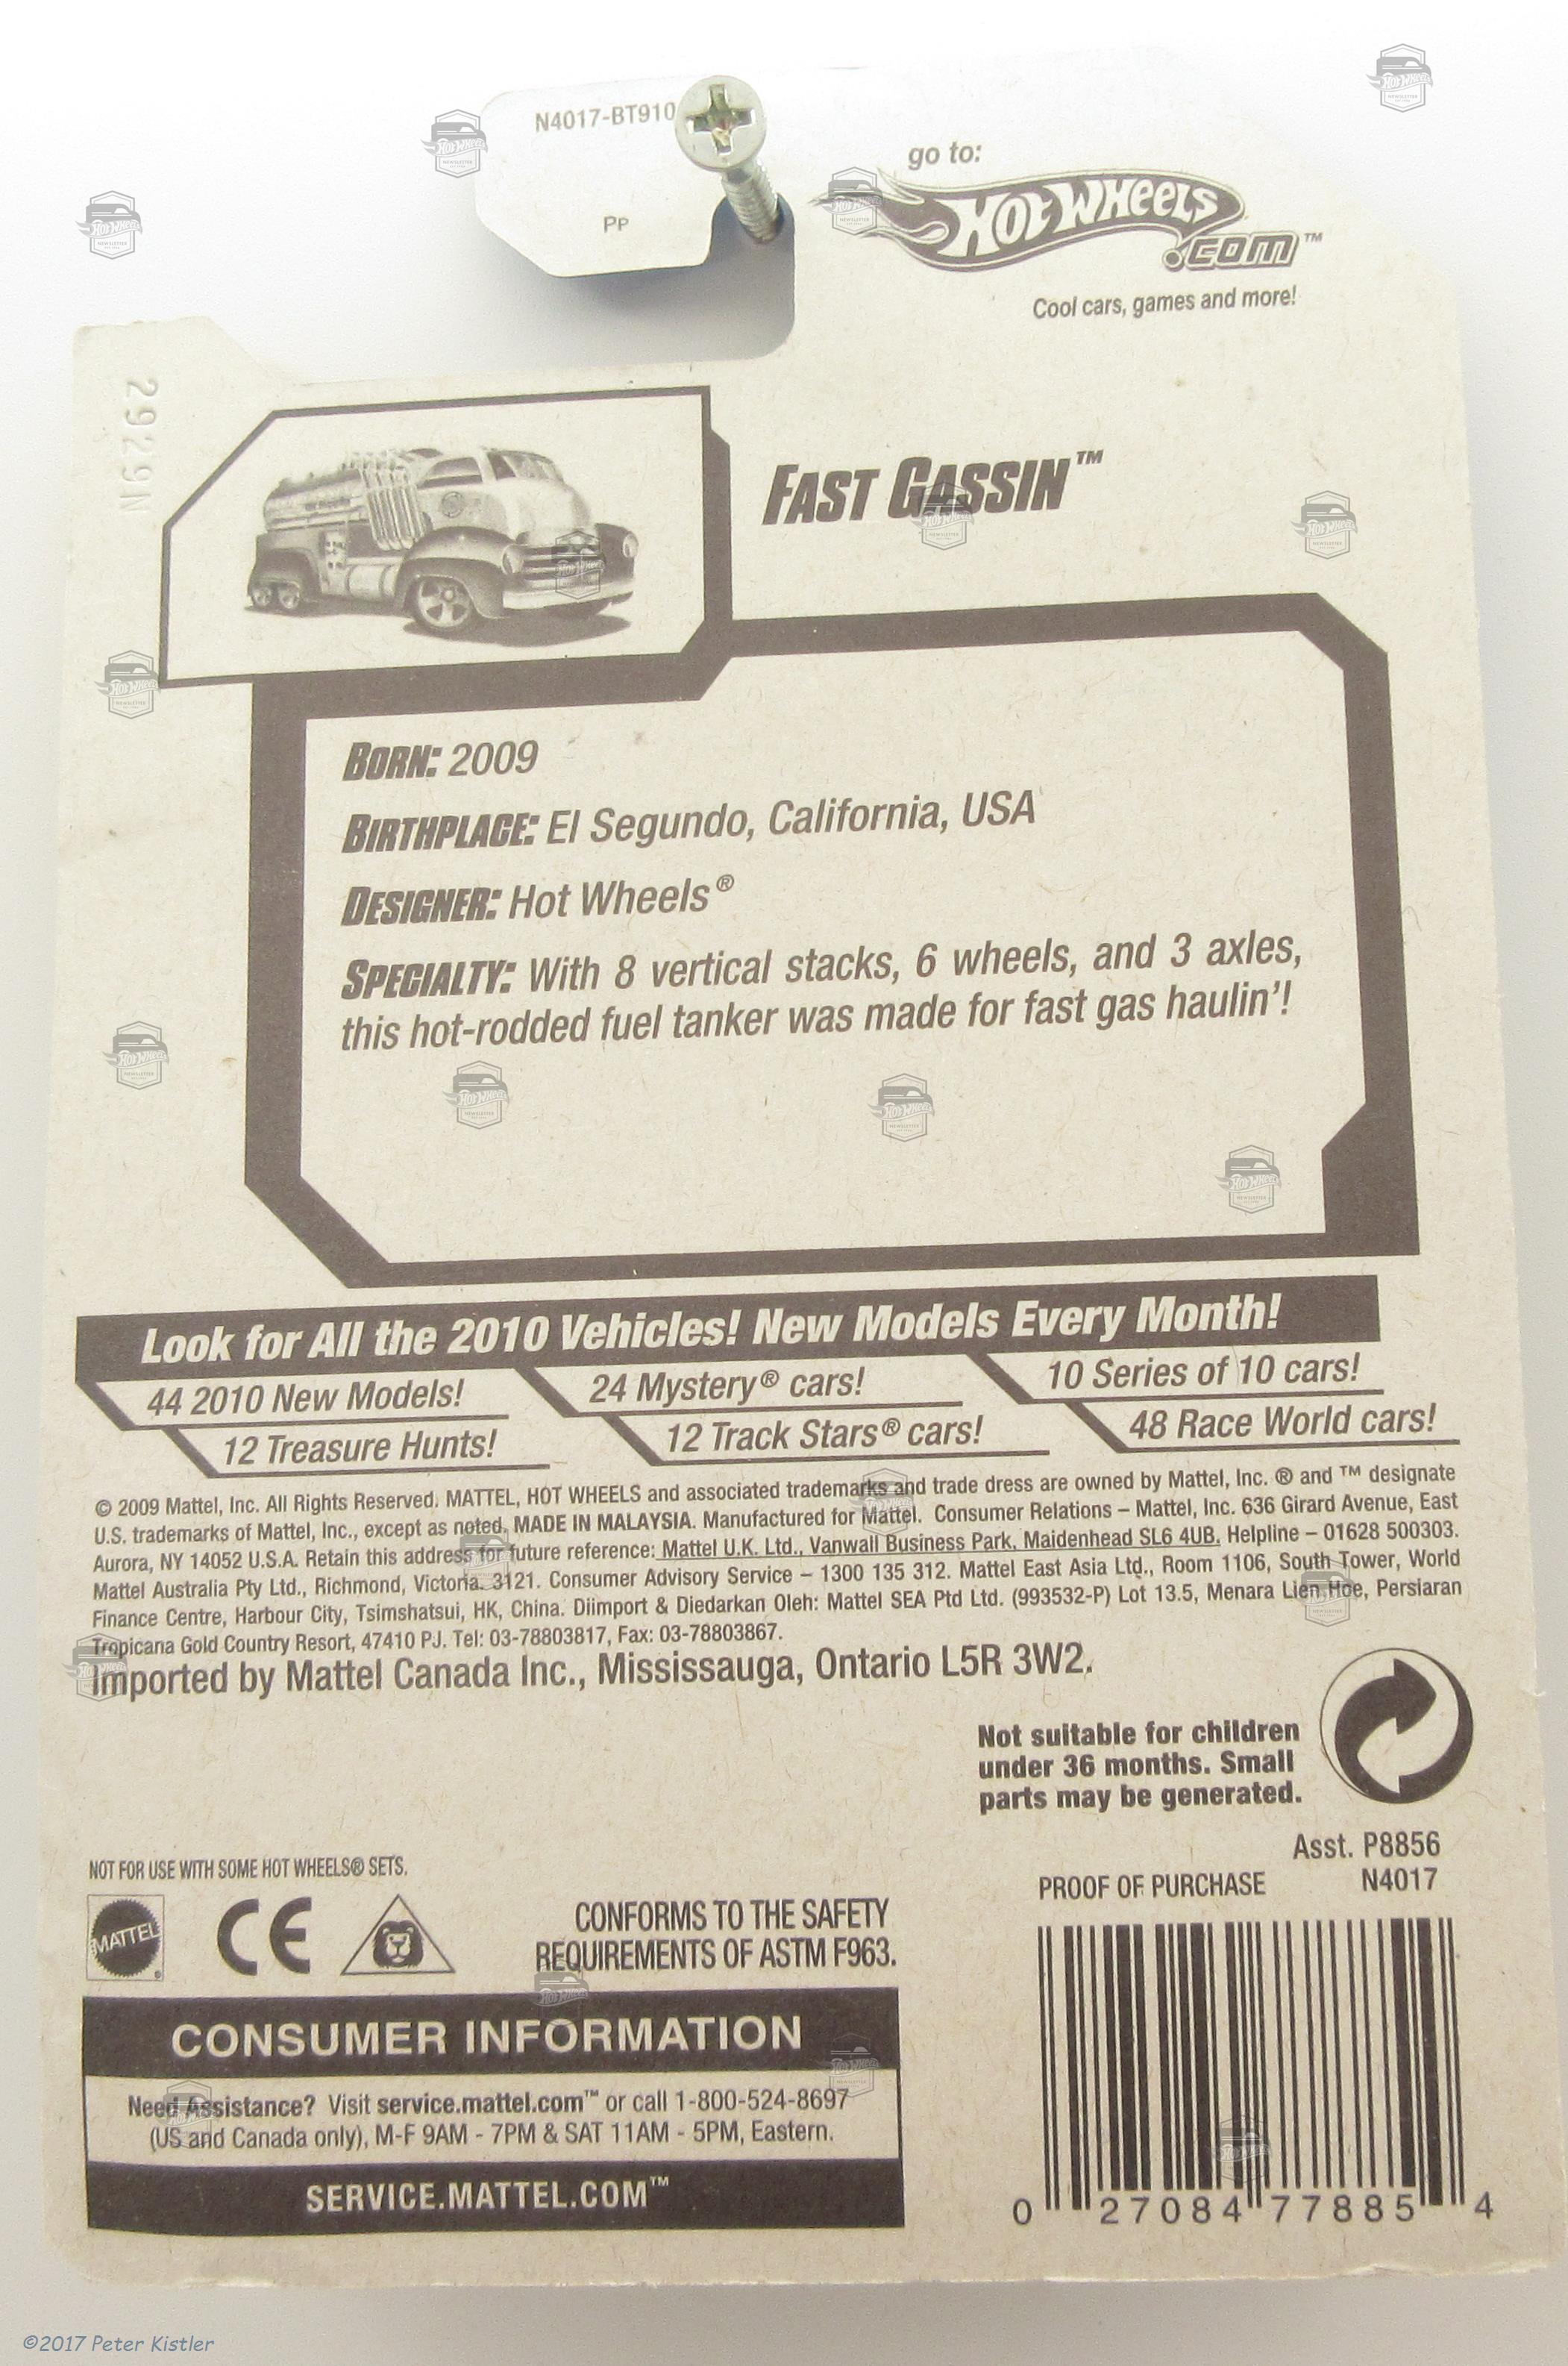 N4017-BT910
PP
go to:
HOT WHEELS
.COM™
Cool cars, games and more!
2929N
FAST GASSIN™
BORN: 2009
BIRTHPLACE: El Segundo, California, USA
DESIGNER: Hot Wheels®
SPECIALTY: With 8 vertical stacks, 6 wheels, and 3 axles,
this hot-rodded fuel tanker was made for fast gas haulin'!
Look for All the 2010 Vehicles! New Models Every Month!
44 2010 New Models!
24 Mystery® cars!
10 Series of 10 cars!
12 Treasure Hunts!
12 Track Stars® cars!
48 Race World cars!
© 2009 Mattel, Inc. All Rights Reserved. MATTEL, HOT WHEELS and associated trademarks and trade dress are owned by Mattel, Inc. ® and ™ designate
U.S. trademarks of Mattel, Inc., except as noted. MADE IN MALAYSIA. Manufactured for Mattel. Consumer Relations – Mattel, Inc. 636 Girard Avenue, East
Aurora, NY 14052 U.S.A. Retain this address for future reference: Mattel U.K. Ltd., Vanwall Business Park, Maidenhead SL6 4UB. Helpline – 01628 500303.
Mattel Australia Pty Ltd., Richmond, Victoria. 3121. Consumer Advisory Service – 1300 135 312. Mattel East Asia Ltd., Room 1106, South Tower, World
Finance Centre, Harbour City, Tsimshatsui, HK, China. Diimport & Diedarkan Oleh: Mattel SEA Ptd Ltd. (993532-P) Lot 13.5, Menara Lien Hoe, Persiaran
Tropicana Gold Country Resort, 47410 PJ. Tel: 03-78803817, Fax: 03-78803867.
Imported by Mattel Canada Inc., Mississauga, Ontario L5R 3W2.
Not suitable for children
under 36 months. Small
parts may be generated.
Asst. P8856
PROOF OF PURCHASE N4017
NOT FOR USE WITH SOME HOT WHEELS® SETS.
MATTEL
®
CE
CONFORMS TO THE SAFETY
REQUIREMENTS OF ASTM F963.
CONSUMER INFORMATION
Need Assistance? Visit service.mattel.com™ or call 1-800-524-8697
(US and Canada only), M-F 9AM - 7PM & SAT 11AM - 5PM, Eastern.
SERVICE.MATTEL.COM™
0 27084 77885 4
©2017 Peter Kistler